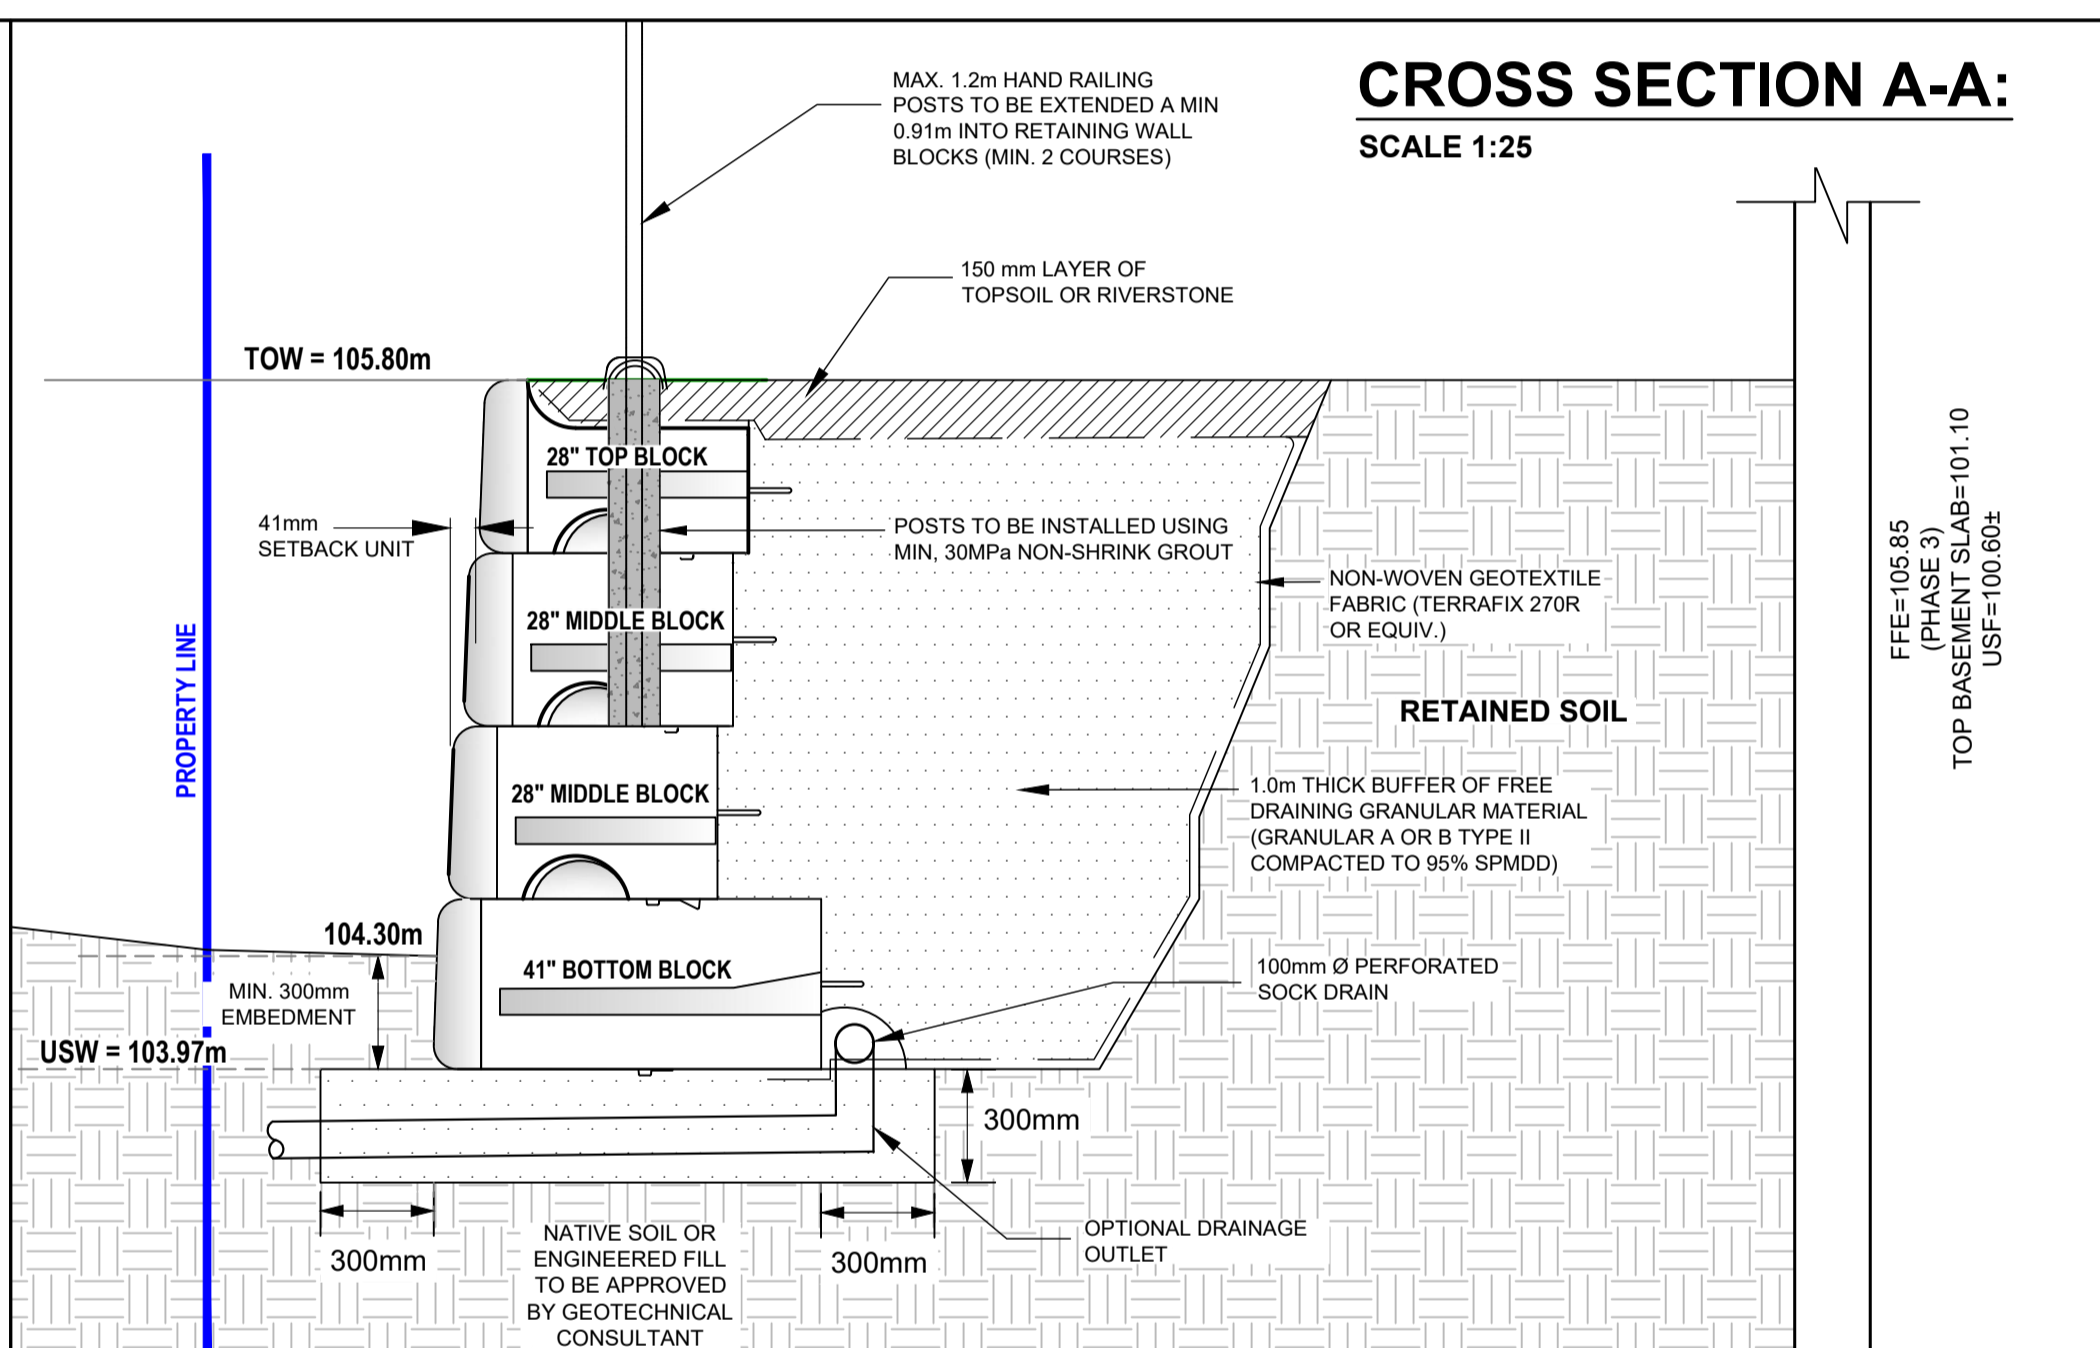 CROSS SECTION A-A:
SCALE 1:25
MAX. 1.2m HAND RAILING
POSTS TO BE EXTENDED A MIN
0.91m INTO RETAINING WALL
BLOCKS (MIN. 2 COURSES)
150 mm LAYER OF
TOPSOIL OR RIVERSTONE
TOW = 105.80m
28" TOP BLOCK
41mm
SETBACK UNIT
POSTS TO BE INSTALLED USING
MIN, 30MPa NON-SHRINK GROUT
NON-WOVEN GEOTEXTILE
FABRIC (TERRAFIX 270R
OR EQUIV.)
28" MIDDLE BLOCK
PROPERTY LINE
RETAINED SOIL
FFE=105.85
(PHASE 3)
TOP BASEMENT SLAB=101.10
USF=100.60±
28" MIDDLE BLOCK
1.0m THICK BUFFER OF FREE
DRAINING GRANULAR MATERIAL
(GRANULAR A OR B TYPE II
COMPACTED TO 95% SPMDD)
104.30m
41" BOTTOM BLOCK
100mm Ø PERFORATED
SOCK DRAIN
MIN. 300mm
EMBEDMENT
USW = 103.97m
300mm
300mm
NATIVE SOIL OR
ENGINEERED FILL
TO BE APPROVED
BY GEOTECHNICAL
CONSULTANT
300mm
OPTIONAL DRAINAGE
OUTLET